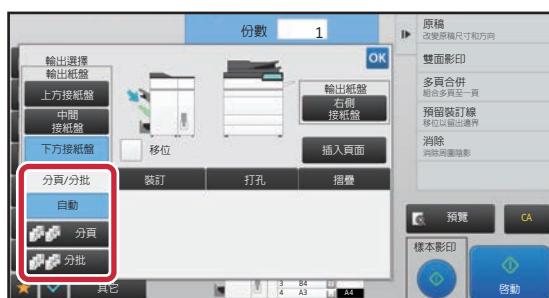 份數 1
輸出選擇
OK
輸出紙盤
上方接紙盤
中間
接紙盤
下方接紙盤
移位
輸出紙盤
右側
接紙盤
插入頁面
分頁/分批
裝訂
打孔
摺疊
自動
分頁
分批
其它
3 B4
4 A3
A4
原稿
改變原稿尺寸和方向
雙面影印
多頁合併
組合多頁至一頁
預留裝訂線
移位以留出邊界
消除
消除周圍陰影
預覽
CA
樣本影印
啓動